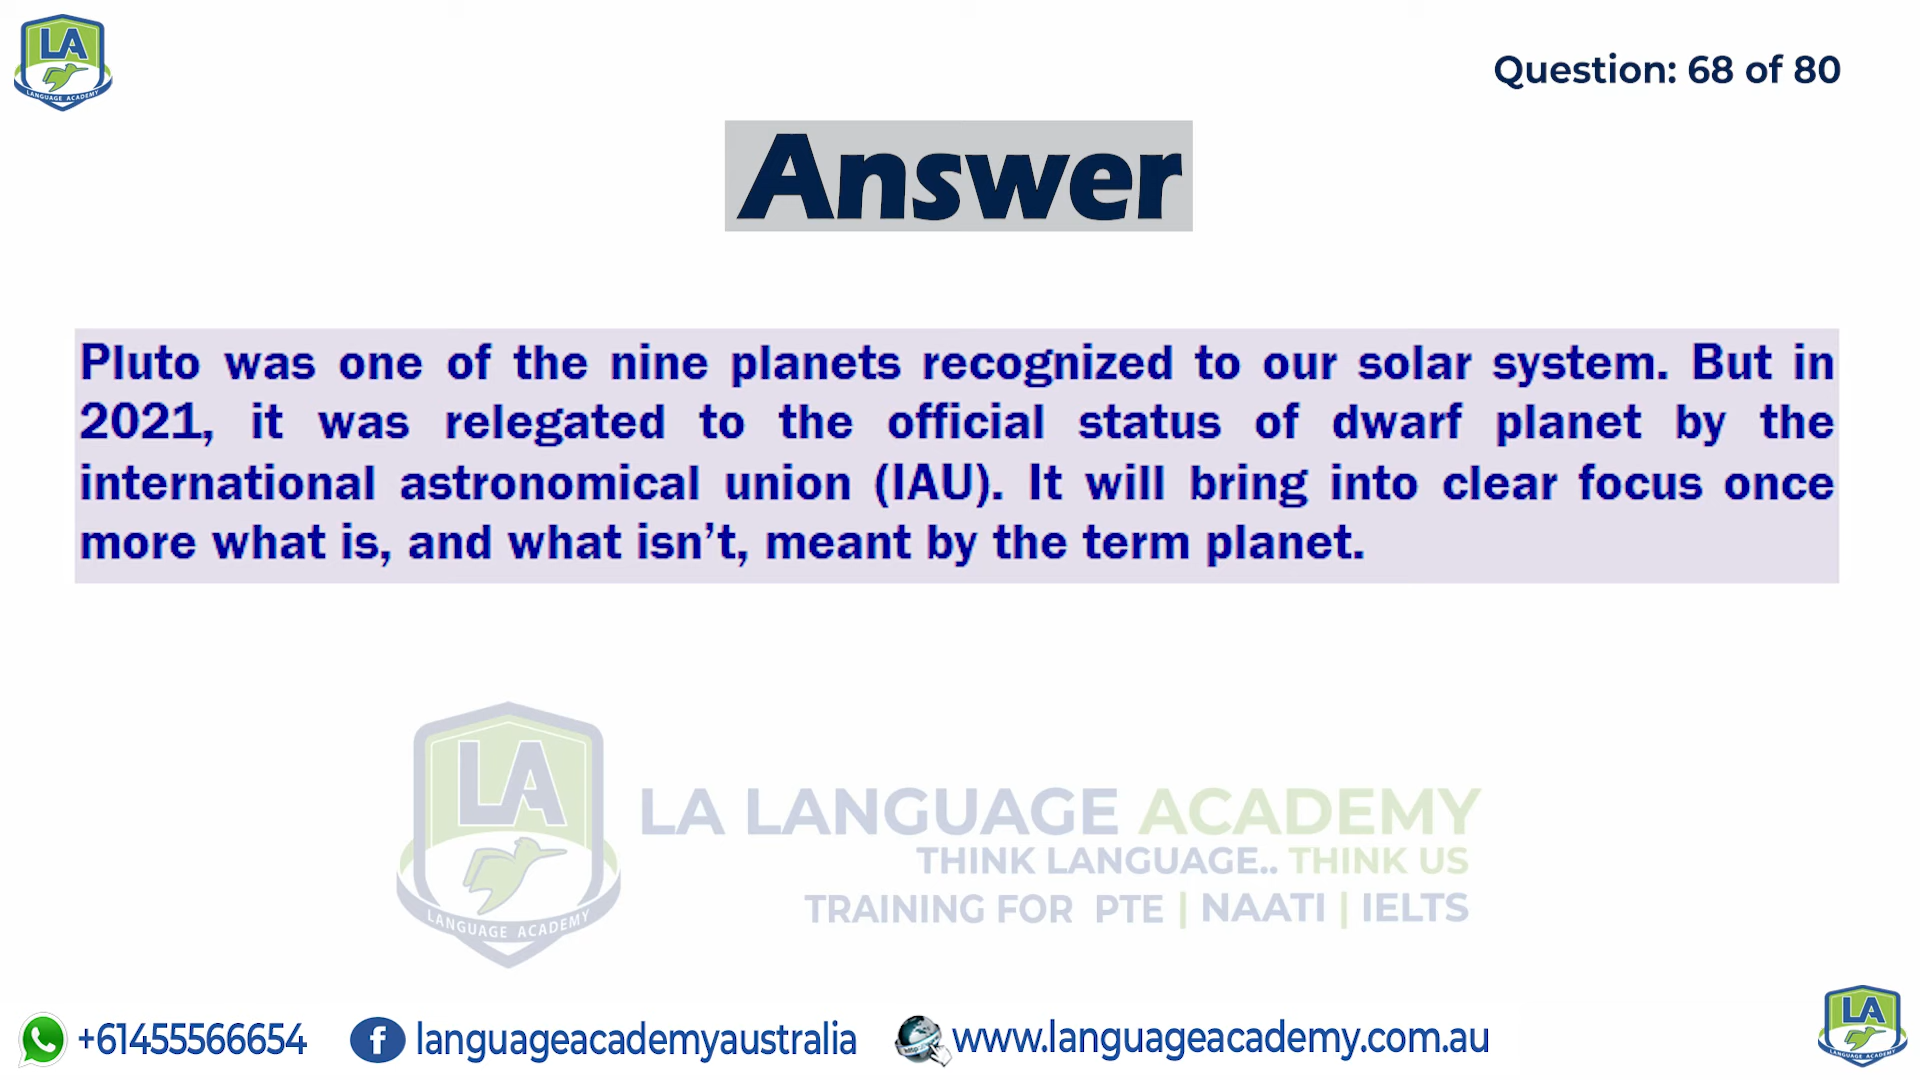 LA
LANGUAGE ACADEMY
Question: 68 of 80
Answer
Pluto was one of the nine planets recognized to our solar system. But in
2021, it was relegated to the official status of dwarf planet by the
international astronomical union (IAU). It will bring into clear focus once
more what is, and what isn’t, meant by the term planet.
LA
LANGUAGE ACADEMY
LA LANGUAGE ACADEMY
THINK LANGUAGE.. THINK US
TRAINING FOR PTE | NAATI | IELTS
+61455566654
languageacademyaustralia
www.languageacademy.com.au
LA
LANGUAGE ACADEMY